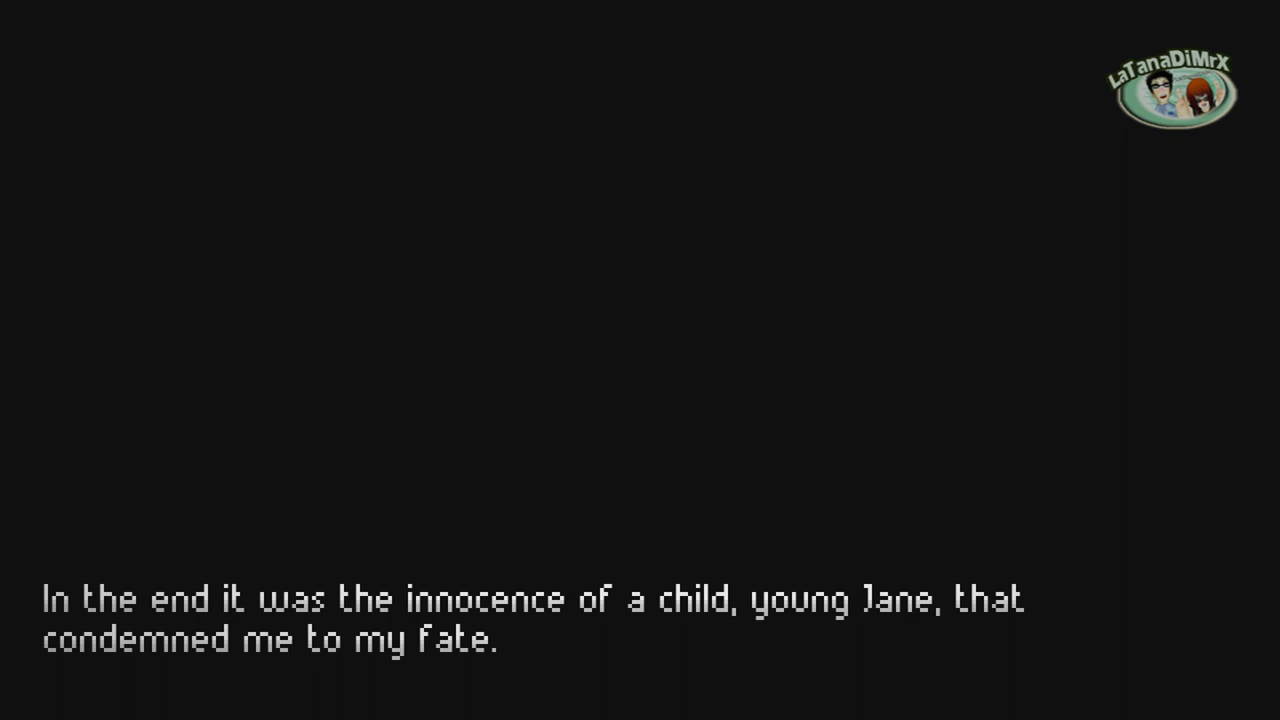 LaTanaDiMrX
In the end it was the innocence of a child, young Jane, that
condemned me to my fate.